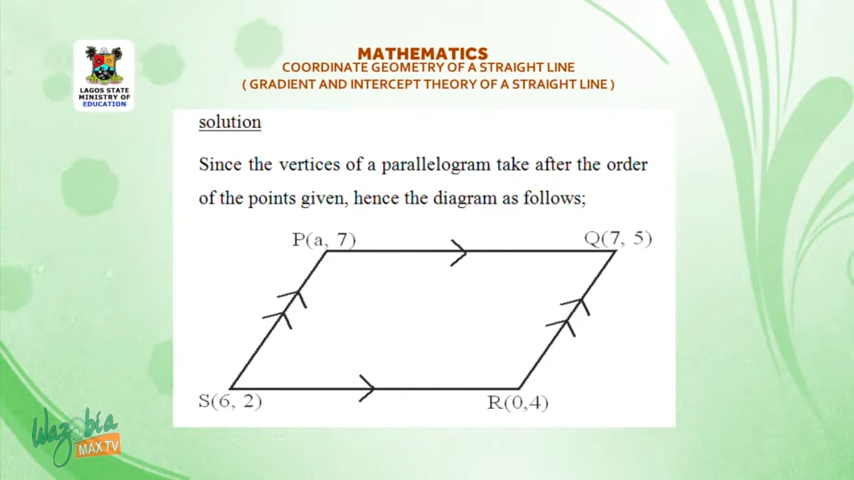 MATHEMATICS
COORDINATE GEOMETRY OF A STRAIGHT LINE
( GRADIENT AND INTERCEPT THEORY OF A STRAIGHT LINE )
LAGOS STATE
MINISTRY OF
EDUCATION
solution
Since the vertices of a parallelogram take after the order
of the points given, hence the diagram as follows;
P(a, 7)
Q(7, 5)
S(6, 2)
R(0,4)
Wazobia
MAX TV